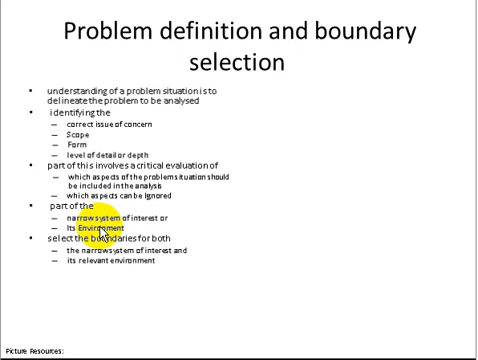 Problem definition and boundary
selection
• understanding of a problem situation is to
delineate the problem to be analysed
• identifying the
– correct issue of concern
– Scope
– Form
– level of detail or depth
• part of this involves a critical evaluation of
– which aspects of the problem situation should
be included in the analysis
– which aspects can be Ignored
• part of the
– narrow system of interest or
– Its Environment
• select the boundaries for both
– the narrow system of interest and
– its relevant environment
Picture Resources: